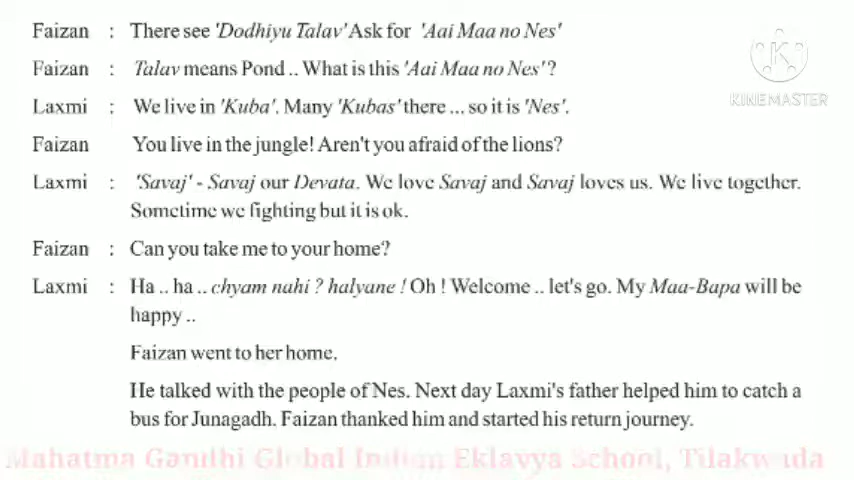 Faizan : There see 'Dodhiyu Talav' Ask for 'Aai Maa no Nes'
Faizan : Talav means Pond .. What is this 'Aai Maa no Nes'?
Laxmi : We live in 'Kuba'. Many 'Kubas' there ... so it is 'Nes'.
Faizan You live in the jungle! Aren't you afraid of the lions?
Laxmi : 'Savaj' - Savaj our Devata. We love Savaj and Savaj loves us. We live together.
Sometime we fighting but it is ok.
Faizan : Can you take me to your home?
Laxmi : Ha .. ha .. chyam nahi ? halyane ! Oh ! Welcome .. let's go. My Maa-Bapa will be
happy ..
Faizan went to her home.
He talked with the people of Nes. Next day Laxmi's father helped him to catch a
bus for Junagadh. Faizan thanked him and started his return journey.
K
KINEMASTER
Mahatma Gandhi Global Indian Eklavya School, Tilakwada